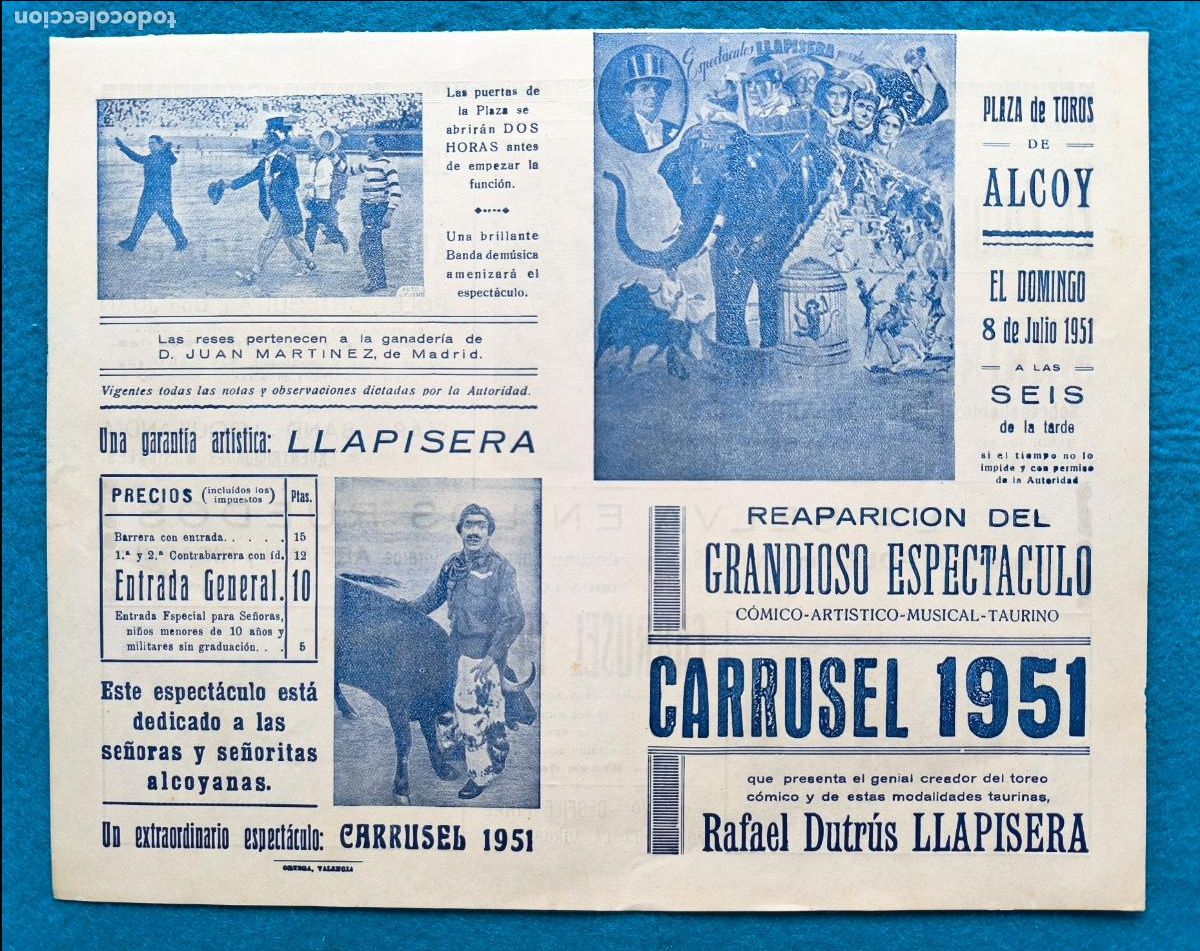 todocoleccion
Las puertas de
la Plaza se
abrirán DOS
HORAS antes
de empezar la
función.
Una brillante
Banda de música
amenizará el
espectáculo.
Las reses pertenecen a la ganadería de
D. JUAN MARTINEZ, de Madrid.
Vigentes todas las notas y observaciones dictadas por la Autoridad.
Una garantía artística: LLAPISERA
PRECIOS (incluídos los impuestos) Ptas.
Barrera con entrada. . . . . 15
1.ª y 2.ª Contrabarrera con íd. 12
Entrada General. 10
Entrada Especial para Señoras,
niños menores de 10 años y
militares sin graduación. . . 5
Este espectáculo está
dedicado a las
señoras y señoritas
alcoyanas.
Un extraordinario espectáculo: CARRUSEL 1951
ORTEGA, VALENCIA
Espectaculos LLAPISERA
PLAZA de TOROS
DE
ALCOY
EL DOMINGO
8 de Julio 1951
A LAS
SEIS
de la tarde
si el tiempo no lo
impide y con permiso
de la Autoridad
REAPARICION DEL
GRANDIOSO ESPECTACULO
CÓMICO-ARTISTICO-MUSICAL-TAURINO
CARRUSEL 1951
que presenta el genial creador del toreo
cómico y de estas modalidades taurinas,
Rafael Dutrús LLAPISERA